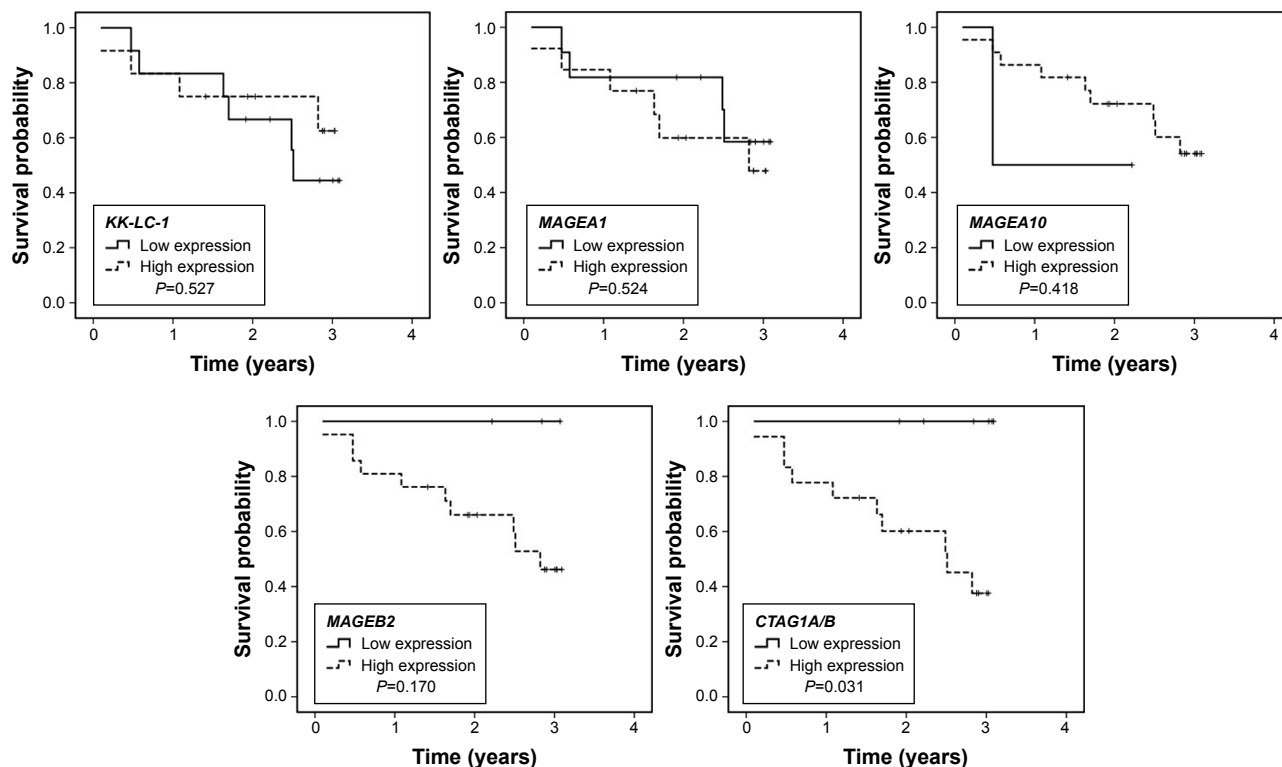 Survival probability
1.0
0.8
0.6
0.4
0.2
0.0
KK-LC-1
Low expression
High expression
P=0.527
0 1 2 3 4
Time (years)
Survival probability
1.0
0.8
0.6
0.4
0.2
0.0
MAGEA1
Low expression
High expression
P=0.524
0 1 2 3 4
Time (years)
Survival probability
1.0
0.8
0.6
0.4
0.2
0.0
MAGEA10
Low expression
High expression
P=0.418
0 1 2 3 4
Time (years)
Survival probability
1.0
0.8
0.6
0.4
0.2
0.0
MAGEB2
Low expression
High expression
P=0.170
0 1 2 3 4
Time (years)
Survival probability
1.0
0.8
0.6
0.4
0.2
0.0
CTAG1A/B
Low expression
High expression
P=0.031
0 1 2 3 4
Time (years)